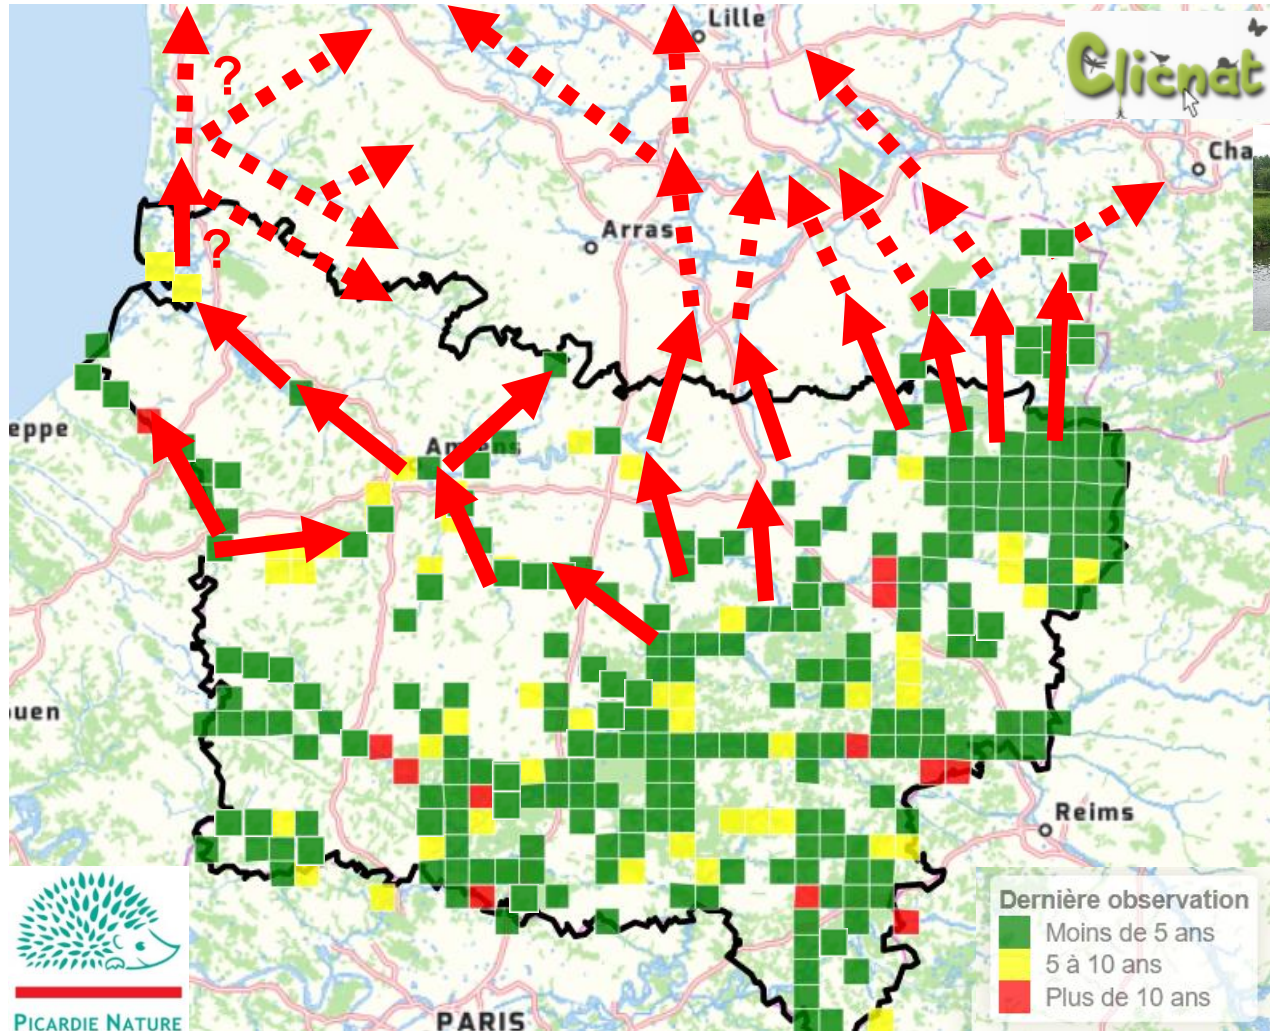 Lille
Clicnat
?
Cha
?
Arras
eppe
Amiens
ouen
Reims
Dernière observation
Moins de 5 ans
5 à 10 ans
Plus de 10 ans
PICARDIE NATURE
PARIS